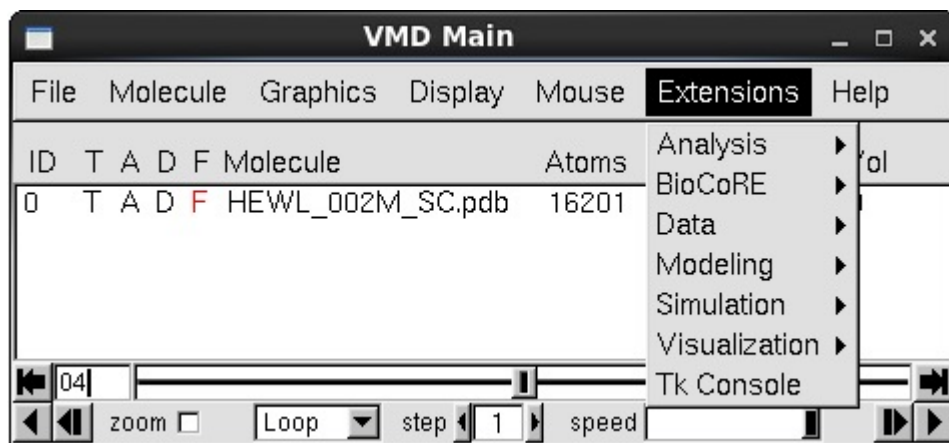 VMD Main
File Molecule Graphics Display Mouse Extensions Help
ID T A D F Molecule Atoms
0 T A D F HEWL_002M_SC.pdb 16201
Analysis
BioCoRE
Data
Modeling
Simulation
Visualization
Tk Console
04
zoom Loop step 1 speed